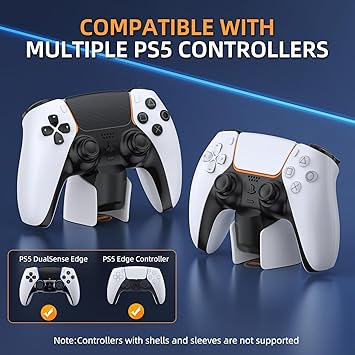 COMPATIBLE WITH
MULTIPLE PS5 CONTROLLERS
PS5 DualSense Edge
PS5 Edge Controller
Note:Controllers with shells and sleeves are not supported